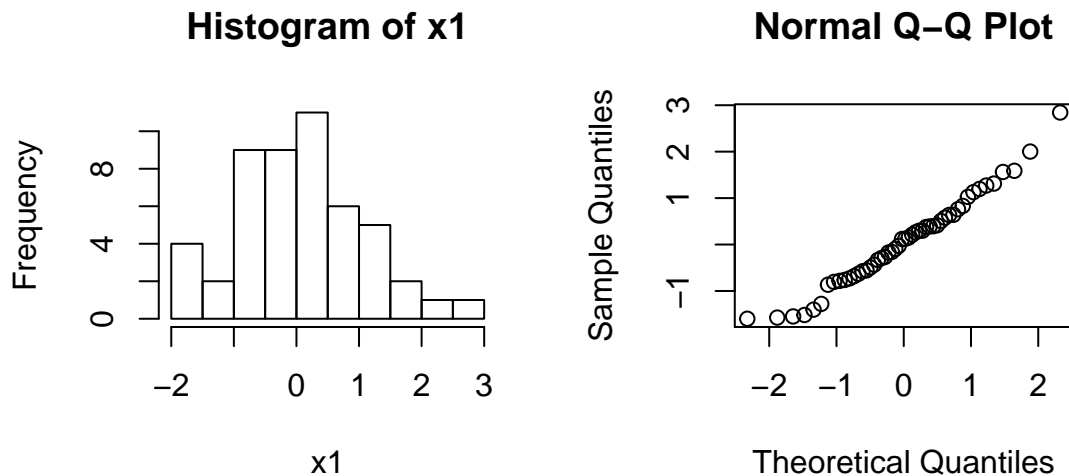 Histogram of x1
Frequency
0 4 8
−2 0 1 2 3
x1
Normal Q−Q Plot
Sample Quantiles
−1 1 2 3
−2 −1 0 1 2
Theoretical Quantiles